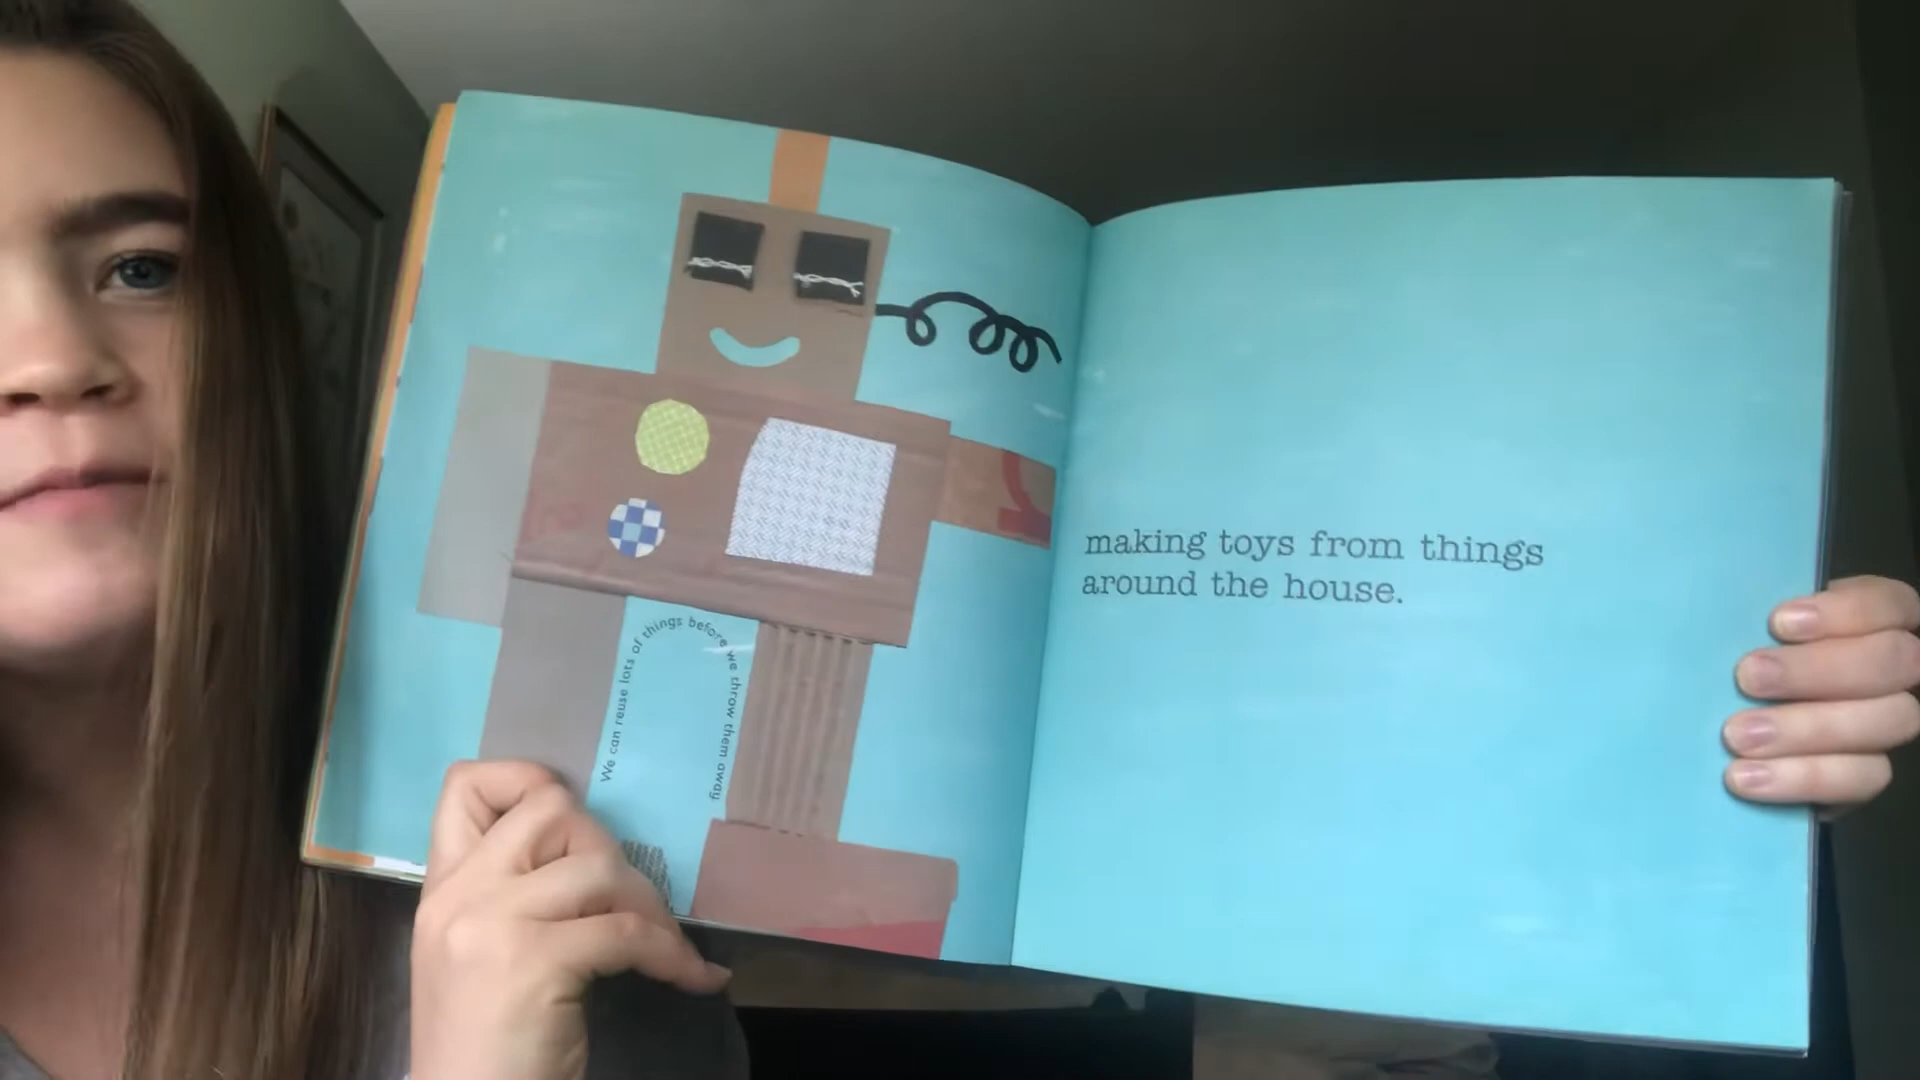 We can reuse lots of things before we throw them away
making toys from things
around the house.